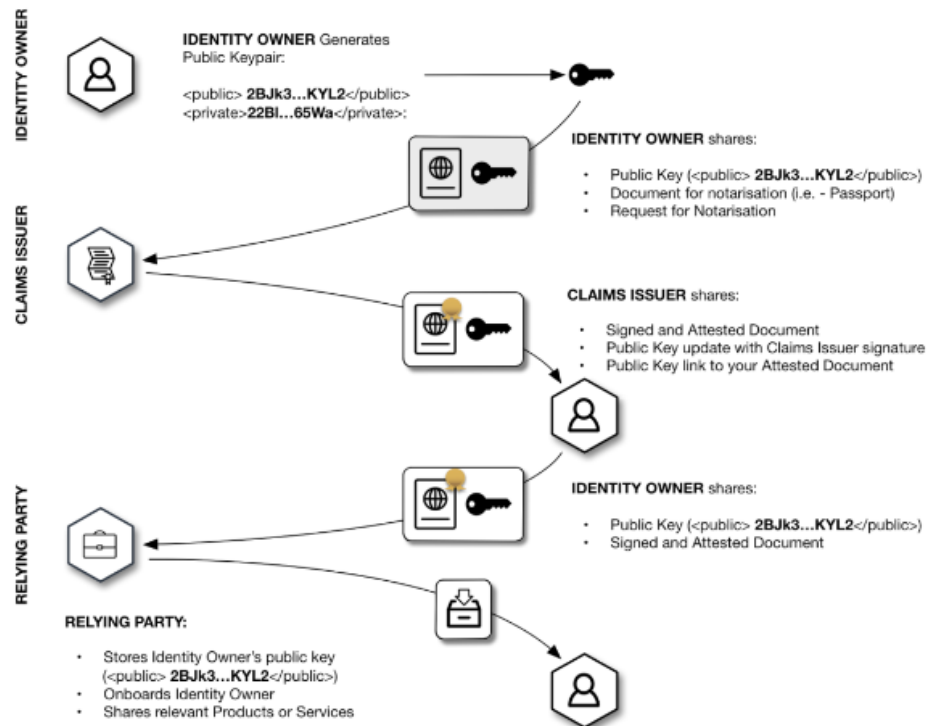 IDENTITY OWNER
IDENTITY OWNER Generates
Public Keypair:
<public> 2BJk3...KYL2</public>
<private>22BI...65Wa</private>:
IDENTITY OWNER shares:
· Public Key (<public> 2BJk3...KYL2</public>)
· Document for notarisation (i.e. - Passport)
· Request for Notarisation
CLAIMS ISSUER
CLAIMS ISSUER shares:
· Signed and Attested Document
· Public Key update with Claims Issuer signature
· Public Key link to your Attested Document
IDENTITY OWNER shares:
· Public Key (<public> 2BJk3...KYL2</public>)
· Signed and Attested Document
RELYING PARTY
RELYING PARTY:
· Stores Identity Owner's public key
(<public> 2BJk3...KYL2</public>)
· Onboards Identity Owner
· Shares relevant Products or Services